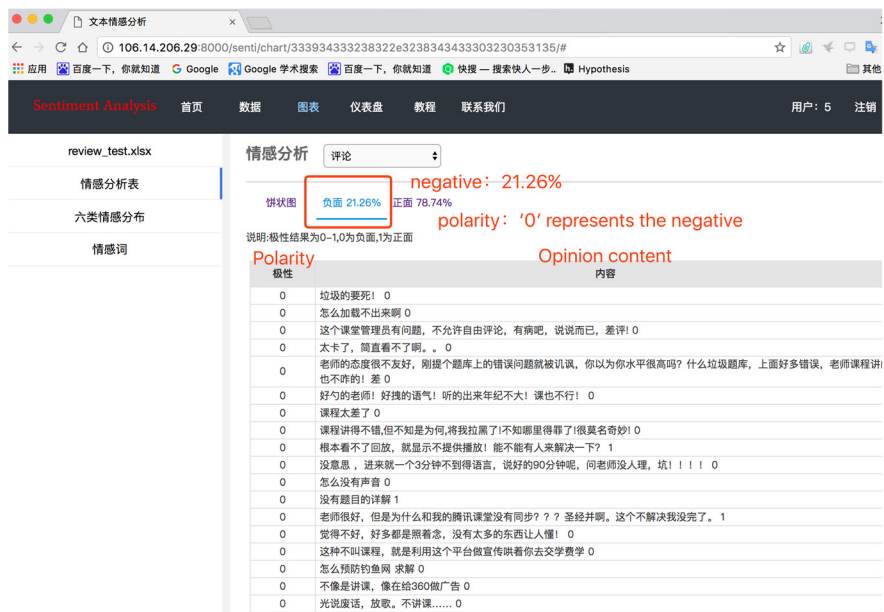 文本情感分析
106.14.206.29:8000/senti/chart/333934333238322e3238343433303230353135/#
应用 百度一下，你就知道 Google Google 学术搜索 百度一下，你就知道 快搜 — 搜索快人一步.. Hypothesis 其他
Sentiment Analysis 首页 数据 图表 仪表盘 教程 联系我们 用户：5 注销
review_test.xlsx
情感分析表
六类情感分布
情感词
情感分析 评论
negative：21.26%
饼状图 负面 21.26% 正面 78.74%
polarity：‘0‘ represents the negative
说明:极性结果为0~1,0为负面,1为正面
Polarity Opinion content
极性 内容
0 垃圾的要死！ 0
0 怎么加载不出来啊 0
0 这个课堂管理员有问题，不允许自由评论，有病吧，说说而已，差评! 0
0 太卡了，简直看不了啊。。0
0 老师的态度很不友好，刚提个题库上的错误问题就被讥讽，你以为你水平很高吗？什么垃圾题库，上面好多错误，老师课程讲
也不咋的！差 0
0 好勺的老师！好拽的语气！听的出来年纪不大！课也不行！ 0
0 课程太差了 0
0 课程讲得不错,但不知是为何,将我拉黑了!不知哪里得罪了!很莫名奇妙! 0
0 根本看不了回放，就显示不提供播放！能不能有人来解决一下？ 1
0 没意思 ，进来就一个3分钟不到得语言，说好的90分钟呢，问老师没人理，坑！！！！ 0
0 怎么没有声音 0
0 没有题目的详解 1
0 老师很好，但是为什么和我的腾讯课堂没有同步？？？圣经并啊。这个不解决我没完了。 1
0 觉得不好，好多都是照着念，没有太多的东西让人懂！ 0
0 这种不叫课程，就是利用这个平台做宣传哄着你去交学费学 0
0 怎么预防钓鱼网 求解 0
0 不像是讲课，像在给360做广告 0
0 光说废话，放歌。不讲课...... 0